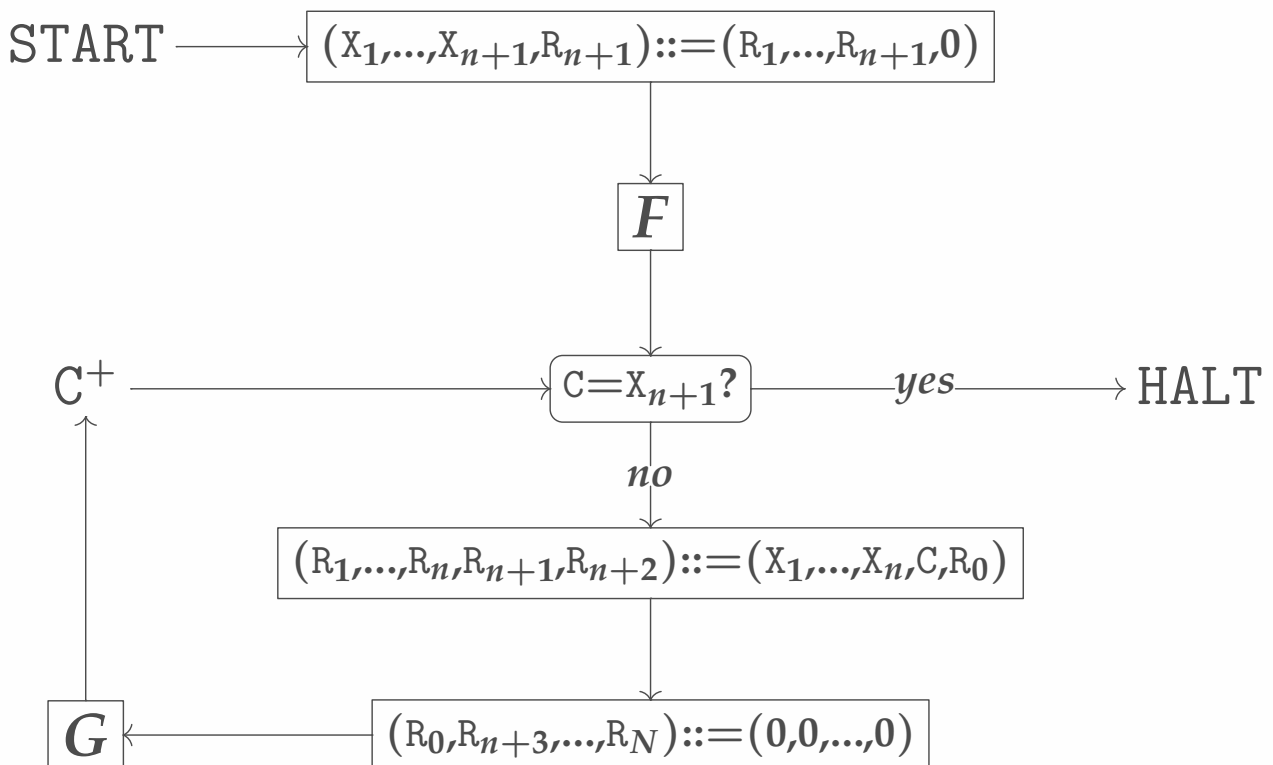 START (X₁,...,Xₙ₊₁,Rₙ₊₁)::=(R₁,...,Rₙ₊₁,0)
F
C⁺ C=Xₙ₊₁? yes HALT
no
(R₁,...,Rₙ,Rₙ₊₁,Rₙ₊₂)::=(X₁,...,Xₙ,C,R₀)
G (R₀,Rₙ₊₃,...,R_N)::=(0,0,...,0)